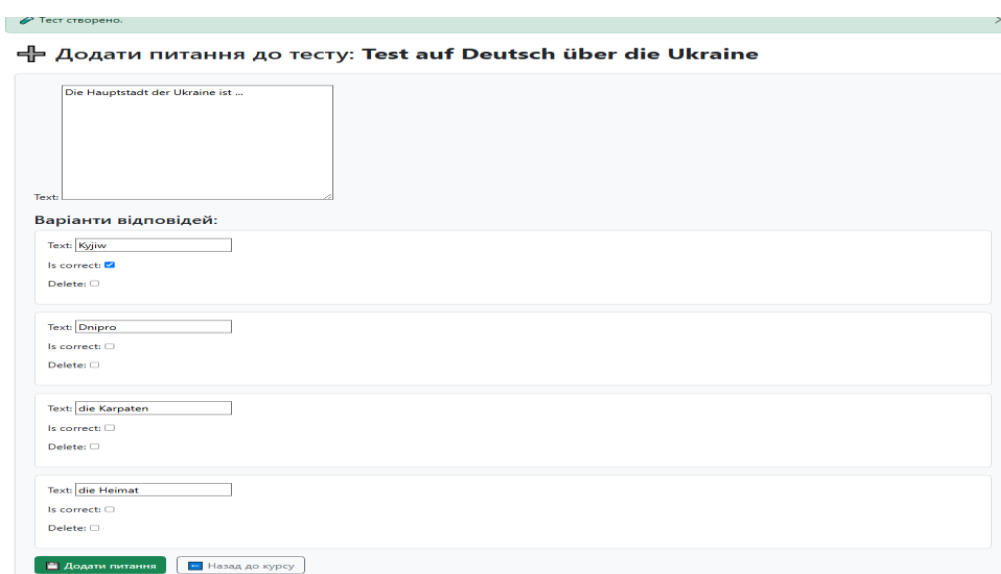 Тест створено.
Додати питання до тесту: Test auf Deutsch über die Ukraine
Die Hauptstadt der Ukraine ist ...
Text:
Варіанти відповідей:
Text: Kyjiw
Is correct:
Delete:
Text: Dnipro
Is correct:
Delete:
Text: die Karpaten
Is correct:
Delete:
Text: die Heimat
Is correct:
Delete:
Додати питання Назад до курсу